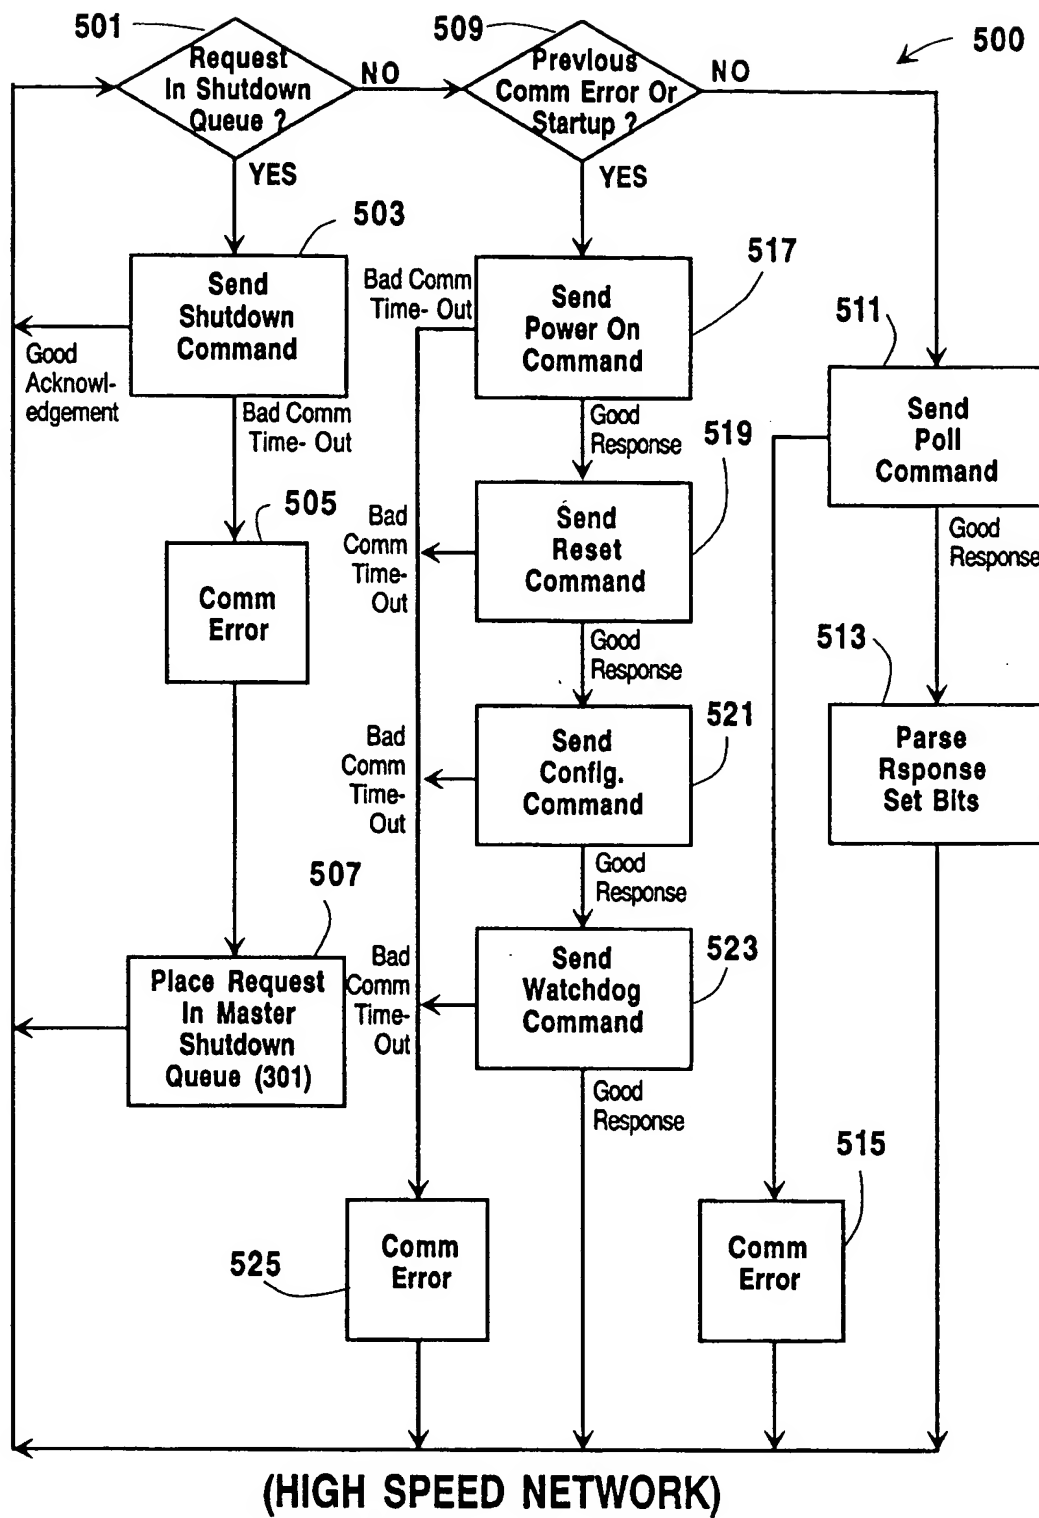 501
Request
In Shutdown
Queue ?
NO
YES
509
Previous
Comm Error Or
Startup ?
NO
YES
500
503
Send
Shutdown
Command
Good
Acknowl-
edgement
Bad Comm
Time- Out
505
Comm
Error
507
Place Request
In Master
Shutdown
Queue (301)
517
Bad Comm
Time- Out
Send
Power On
Command
Good
Response
519
Bad
Comm
Time-
Out
Send
Reset
Command
Good
Response
521
Bad
Comm
Time-
Out
Send
Config.
Command
Good
Response
523
Bad
Comm
Time-
Out
Send
Watchdog
Command
Good
Response
525
Comm
Error
511
Send
Poll
Command
Good
Response
513
Parse
Rsponse
Set Bits
515
Comm
Error
(HIGH SPEED NETWORK)